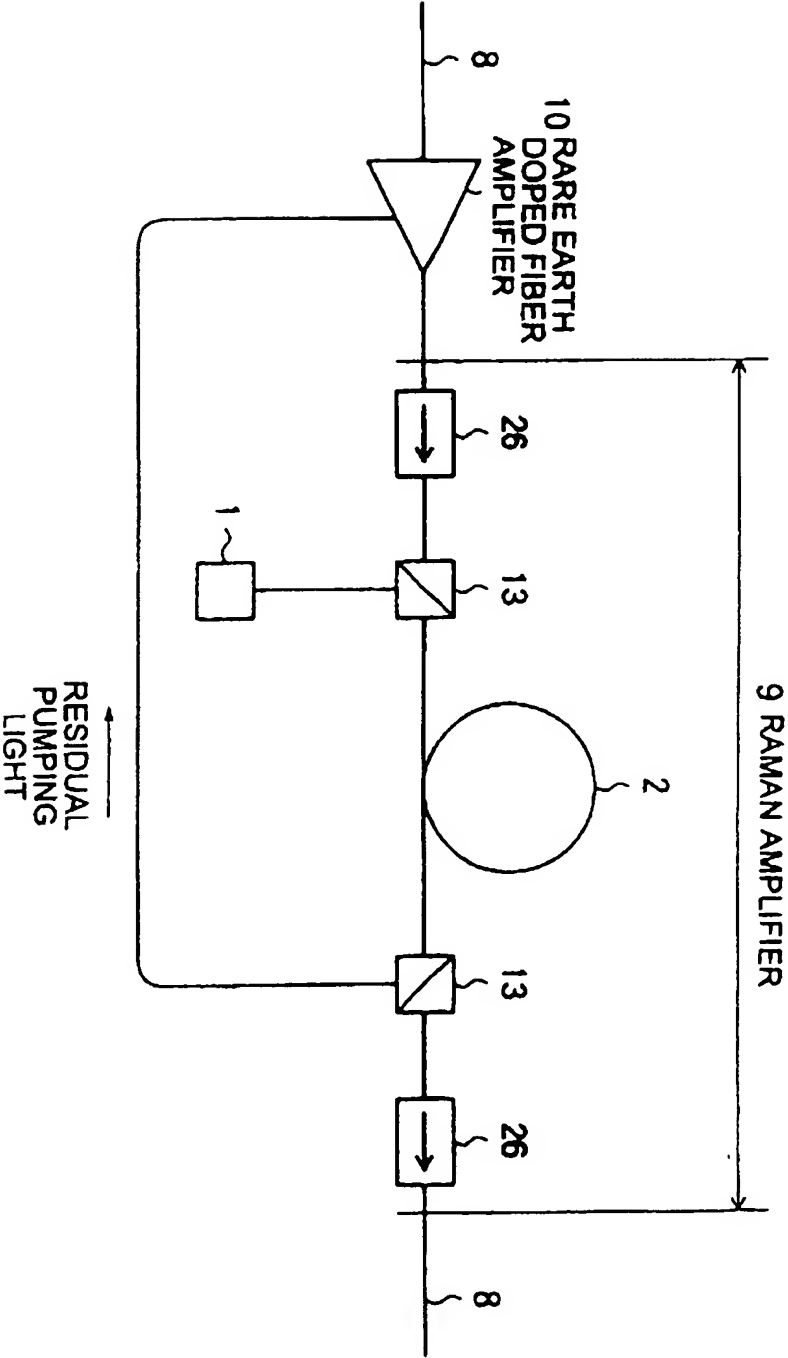 9 RAMAN AMPLIFIER
2
10 RARE EARTH
DOPED FIBER
AMPLIFIER
8
26
13
13
26
8
1
RESIDUAL
PUMPING
LIGHT